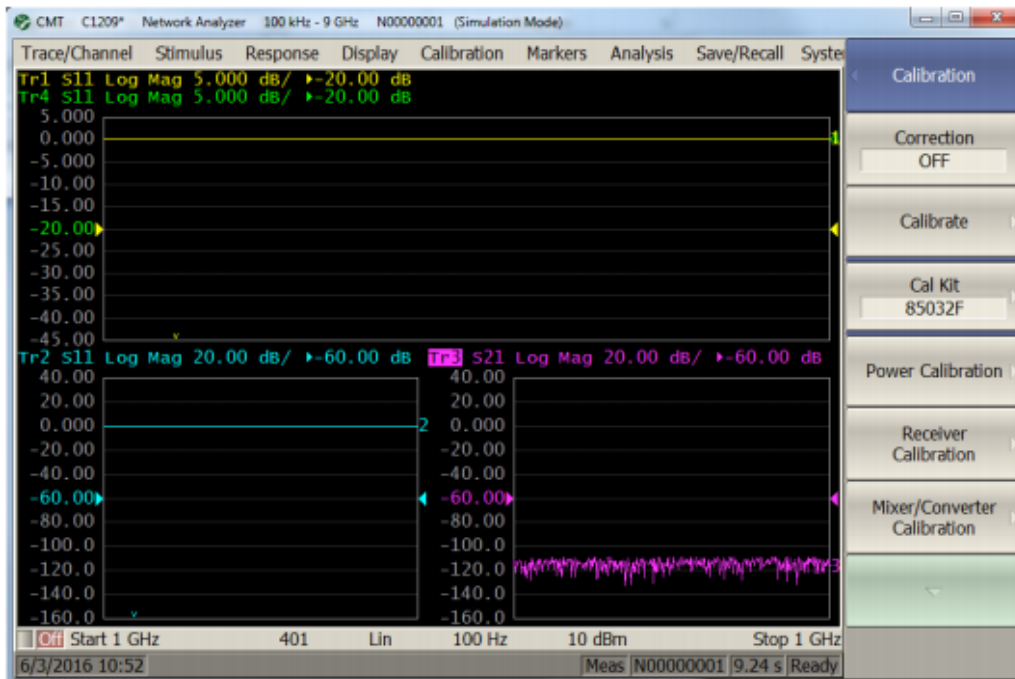 CMT C1209* Network Analyzer 100 kHz - 9 GHz N00000001 (Simulation Mode)
Trace/Channel Stimulus Response Display Calibration Markers Analysis Save/Recall Syste
Tr1 S11 Log Mag 5.000 dB/ ▶-20.00 dB
Tr4 S11 Log Mag 5.000 dB/ ▶-20.00 dB
5.000
0.000
-5.000
-10.00
-15.00
-20.00
-25.00
-30.00
-35.00
-40.00
-45.00
1
Tr2 S11 Log Mag 20.00 dB/ ▶-60.00 dB
40.00
20.00
0.000
-20.00
-40.00
-60.00
-80.00
-100.0
-120.0
-140.0
-160.0
2
Tr3 S21 Log Mag 20.00 dB/ ▶-60.00 dB
40.00
20.00
0.000
-20.00
-40.00
-60.00
-80.00
-100.0
-120.0
-140.0
-160.0
3
Off Start 1 GHz 401 Lin 100 Hz 10 dBm Stop 1 GHz
6/3/2016 10:52 Meas N00000001 9.24 s Ready
Calibration
Correction
OFF
Calibrate
Cal Kit
85032F
Power Calibration
Receiver
Calibration
Mixer/Converter
Calibration